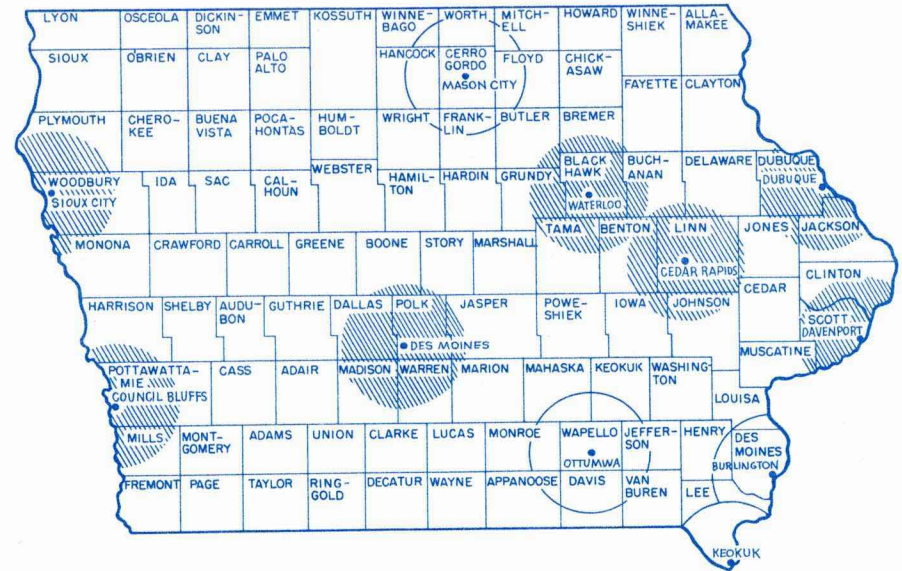 LYON
OSCEOLA
DICKIN-
SON
EMMET
KOSSUTH
WINNE-
BAGO
WORTH
MITCH-
ELL
HOWARD
WINNE-
SHIEK
ALLA-
MAKEE
SIOUX
O'BRIEN
CLAY
PALO
ALTO
HANCOCK
CERRO
GORDO
MASON CITY
FLOYD
CHICK-
ASAW
FAYETTE
CLAYTON
PLYMOUTH
CHERO-
KEE
BUENA
VISTA
POCA-
HONTAS
HUM-
BOLDT
WRIGHT
FRANK-
LIN
BUTLER
BREMER
WOODBURY
SIOUX CITY
IDA
SAC
CAL-
HOUN
WEBSTER
HAMIL-
TON
HARDIN
GRUNDY
BLACK
HAWK
WATERLOO
BUCH-
ANAN
DELAWARE
DUBUQUE
DUBUQUE
MONONA
CRAWFORD
CARROLL
GREENE
BOONE
STORY
MARSHALL
TAMA
BENTON
LINN
CEDAR RAPIDS
JONES
JACKSON
CLINTON
HARRISON
SHELBY
AUDU-
BON
GUTHRIE
DALLAS
POLK
DES MOINES
JASPER
POWE-
SHIEK
IOWA
JOHNSON
CEDAR
SCOTT
DAVENPORT
MUSCATINE
POTTAWATTA-
MIE
COUNCIL BLUFFS
CASS
ADAIR
MADISON
WARREN
MARION
MAHASKA
KEOKUK
WASHING-
TON
LOUISA
MILLS
MONT-
GOMERY
ADAMS
UNION
CLARKE
LUCAS
MONROE
WAPELLO
OTTUMWA
JEFFER-
SON
HENRY
DES
MOINES
BURLINGTON
FREMONT
PAGE
TAYLOR
RING-
GOLD
DECATUR
WAYNE
APPANOOSE
DAVIS
VAN
BUREN
LEE
KEOKUK